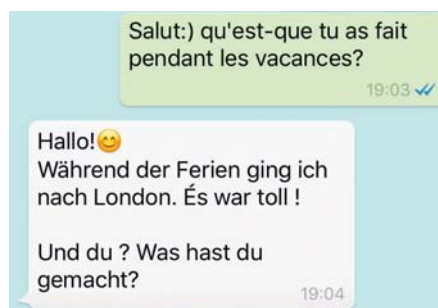 Salut:) qu'est-que tu as fait
pendant les vacances?
19:03
Hallo!😊
Während der Ferien ging ich
nach London. És war toll !
Und du ? Was hast du
gemacht?
19:04